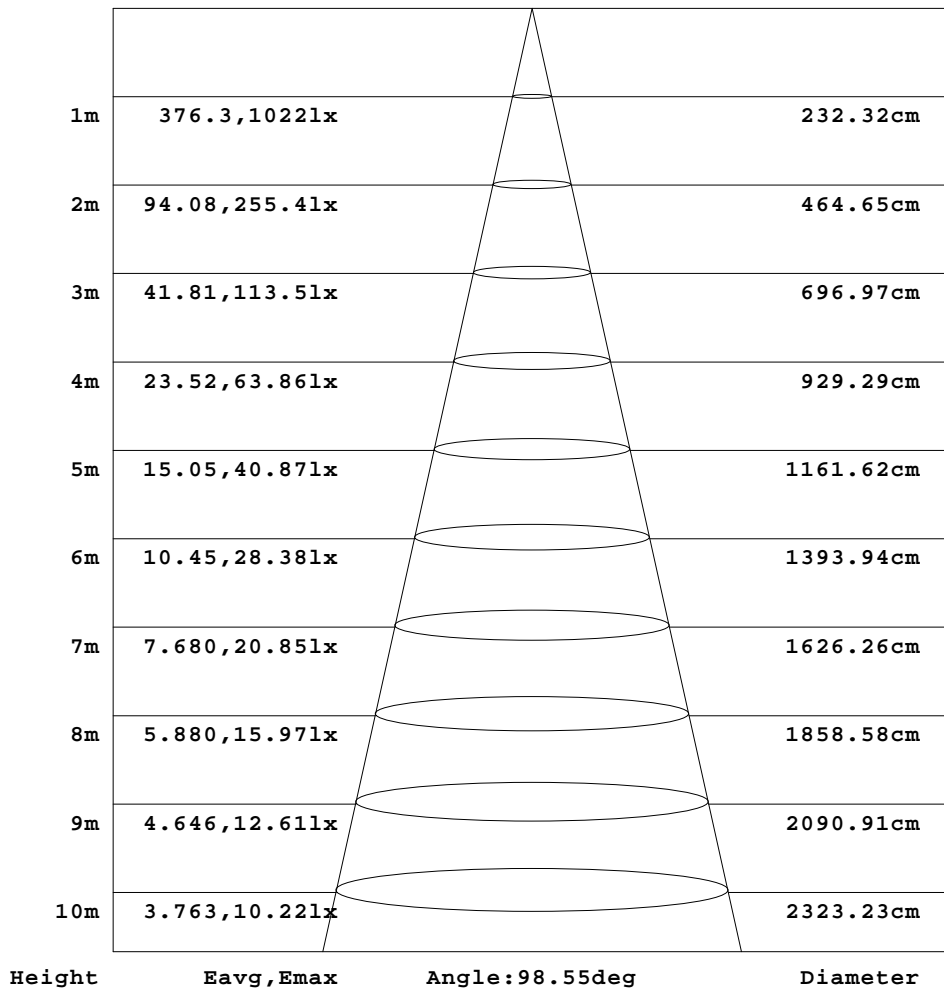 1m 376.3,1022lx 232.32cm
2m 94.08,255.4lx 464.65cm
3m 41.81,113.5lx 696.97cm
4m 23.52,63.86lx 929.29cm
5m 15.05,40.87lx 1161.62cm
6m 10.45,28.38lx 1393.94cm
7m 7.680,20.85lx 1626.26cm
8m 5.880,15.97lx 1858.58cm
9m 4.646,12.61lx 2090.91cm
10m 3.763,10.22lx 2323.23cm
Height Eavg,Emax Angle:98.55deg Diameter